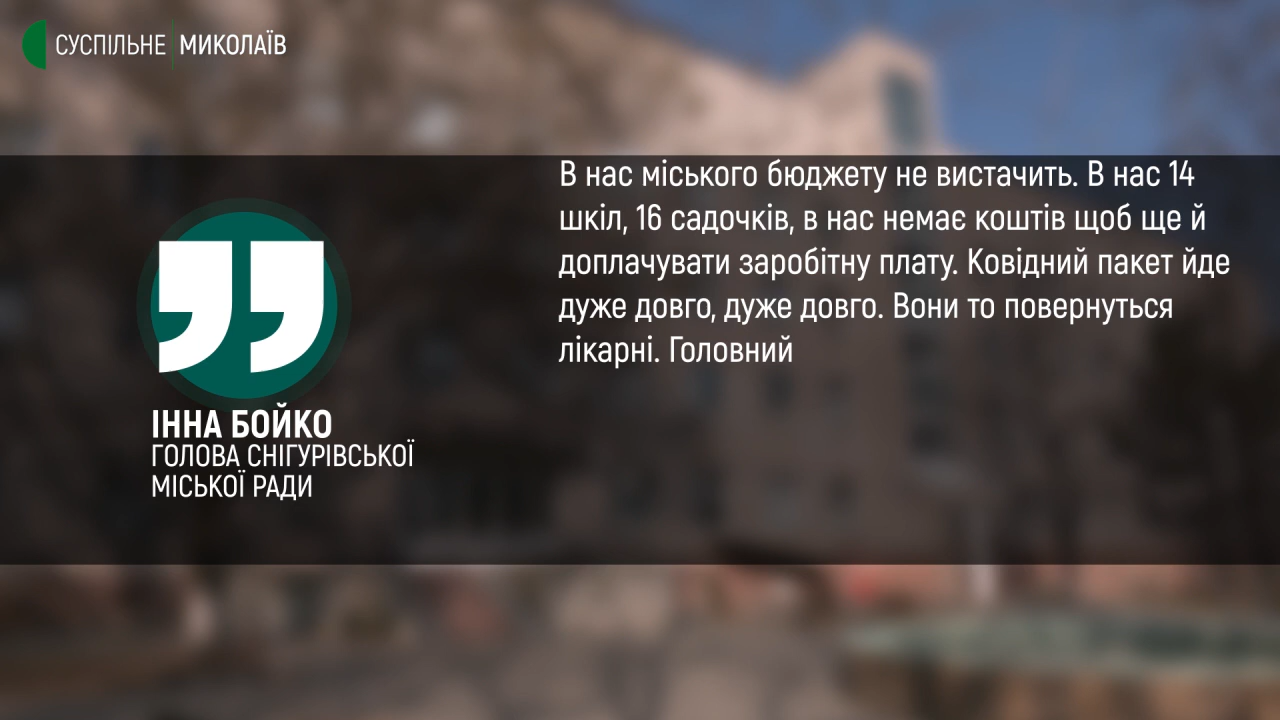 СУСПІЛЬНЕ МИКОЛАЇВ
В нас міського бюджету не вистачить. В нас 14
шкіл, 16 садочків, в нас немає коштів щоб ще й
доплачувати заробітну плату. Ковідний пакет йде
дуже довго, дуже довго. Вони то повернуться
лікарні. Головний
ІННА БОЙКО
ГОЛОВА СНІГУРІВСЬКОЇ
МІСЬКОЇ РАДИ